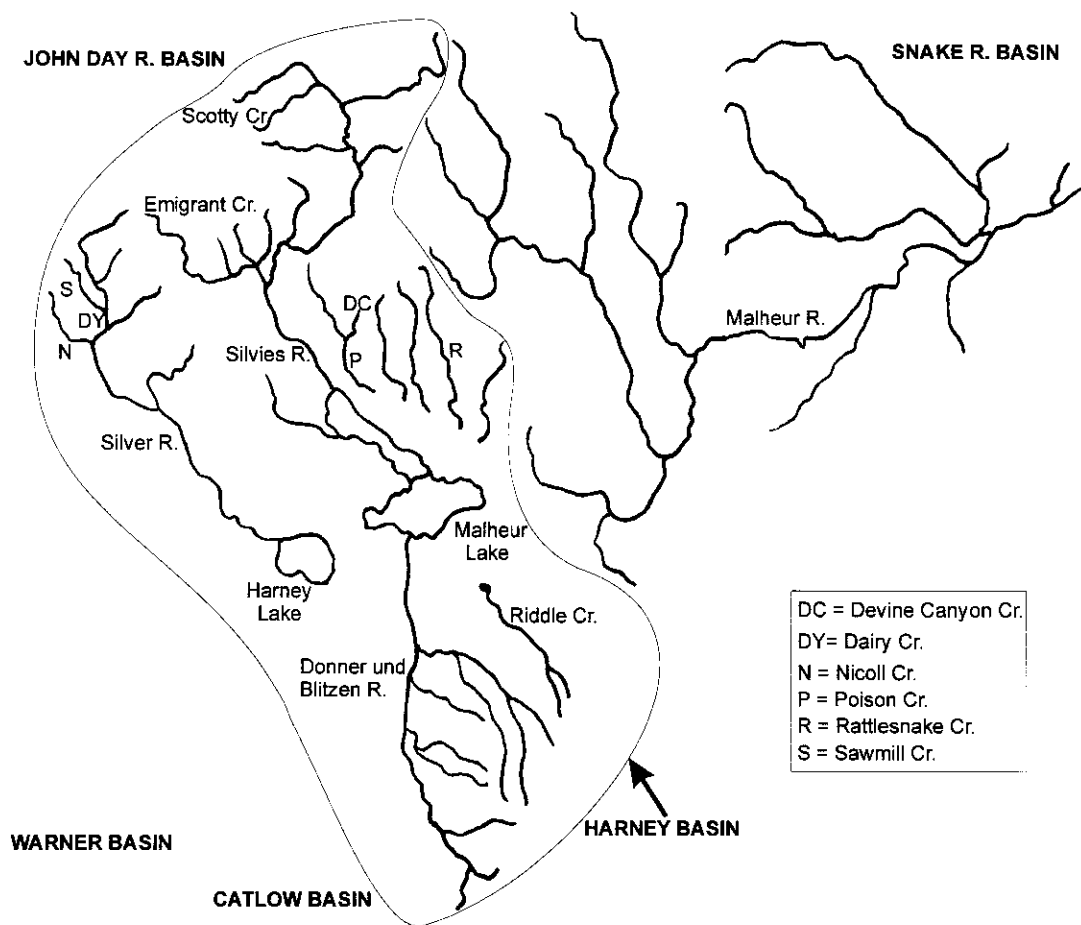 JOHN DAY R. BASIN
SNAKE R. BASIN
Scotty Cr.
Emigrant Cr.
S
DY
N
DC
P
R
Silvies R.
Malheur R.
Silver R.
Malheur
Lake
Harney
Lake
Riddle Cr.
Donner und
Blitzen R.
DC = Devine Canyon Cr.
DY= Dairy Cr.
N = Nicoll Cr.
P = Poison Cr.
R = Rattlesnake Cr.
S = Sawmill Cr.
HARNEY BASIN
WARNER BASIN
CATLOW BASIN